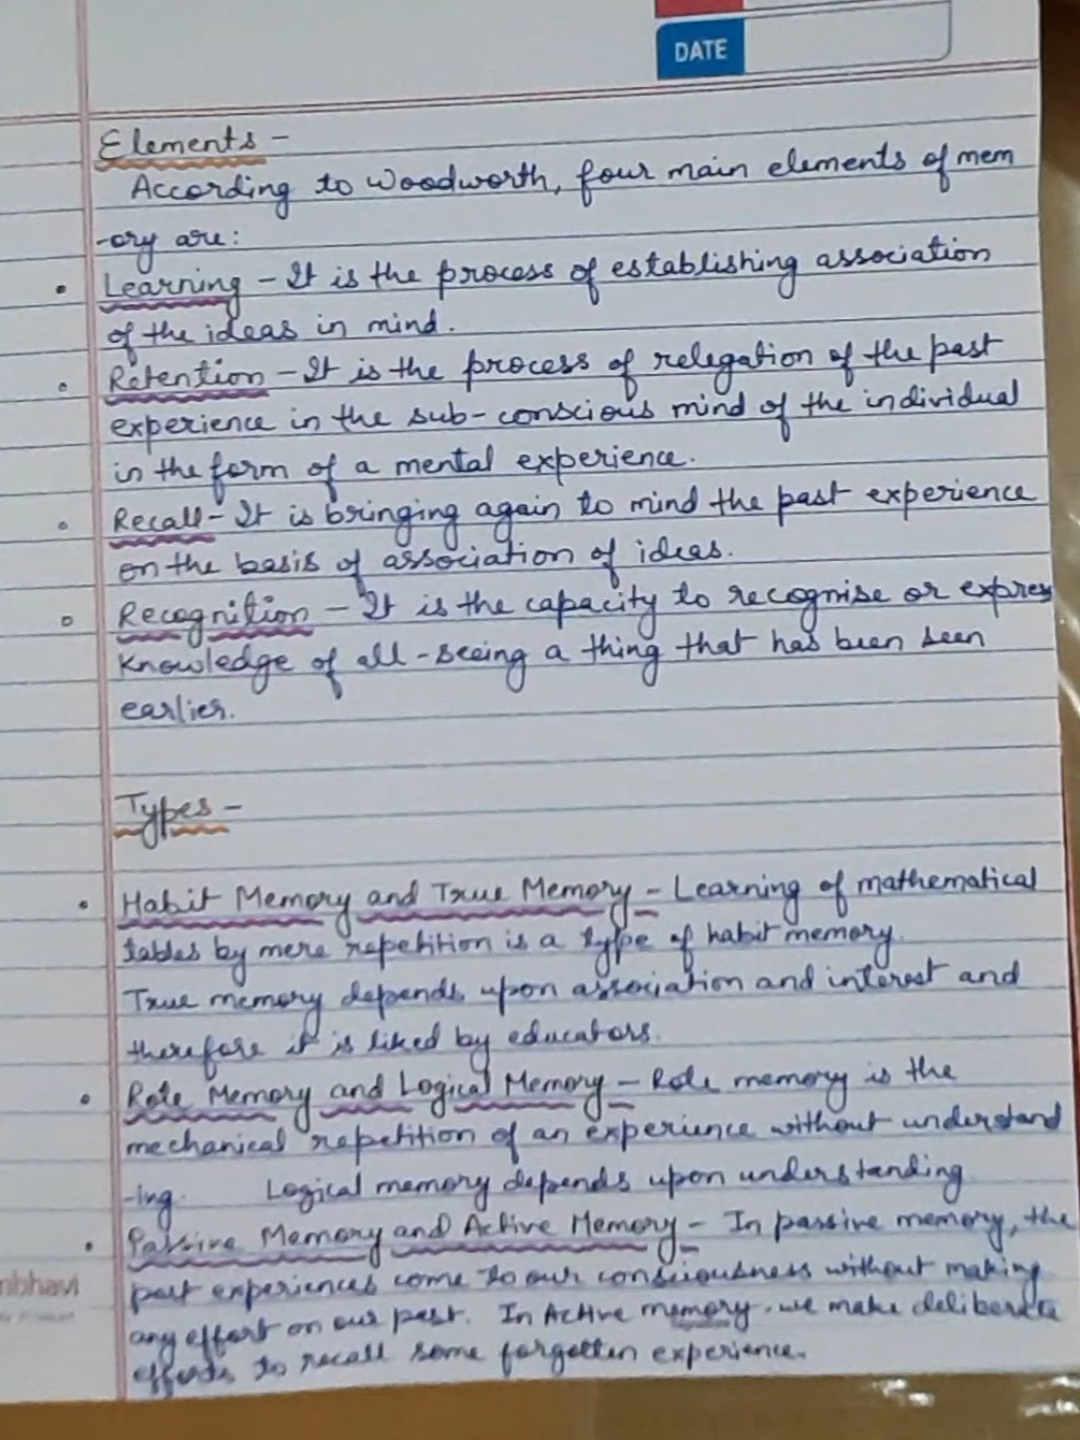 DATE
Elements -
According to Woodworth, four main elements of mem
-ory are:
• Learning - It is the process of establishing association
of the ideas in mind.
• Retention - It is the process of relegation of the past
experience in the sub-conscious mind of the individual
in the form of a mental experience.
• Recall - It is bringing again to mind the past experience
on the basis of association of ideas.
• Recognition - It is the capacity to recognise or express
knowledge of all-seeing a thing that has been seen
earlier.
Types -
• Habit Memory and True Memory - Learning of mathematical
tables by mere repetition is a type of habit memory.
True memory depends upon association and interest and
therefore it is liked by educators.
• Rote Memory and Logical Memory - Rote memory is the
mechanical repetition of an experience without understand
-ing. Logical memory depends upon understanding
• Passive Memory and Active Memory - In passive memory, the
past experiences come to our consciousness without making
any effort on our past. In Active memory, we make deliberate
efforts to recall some forgotten experience.